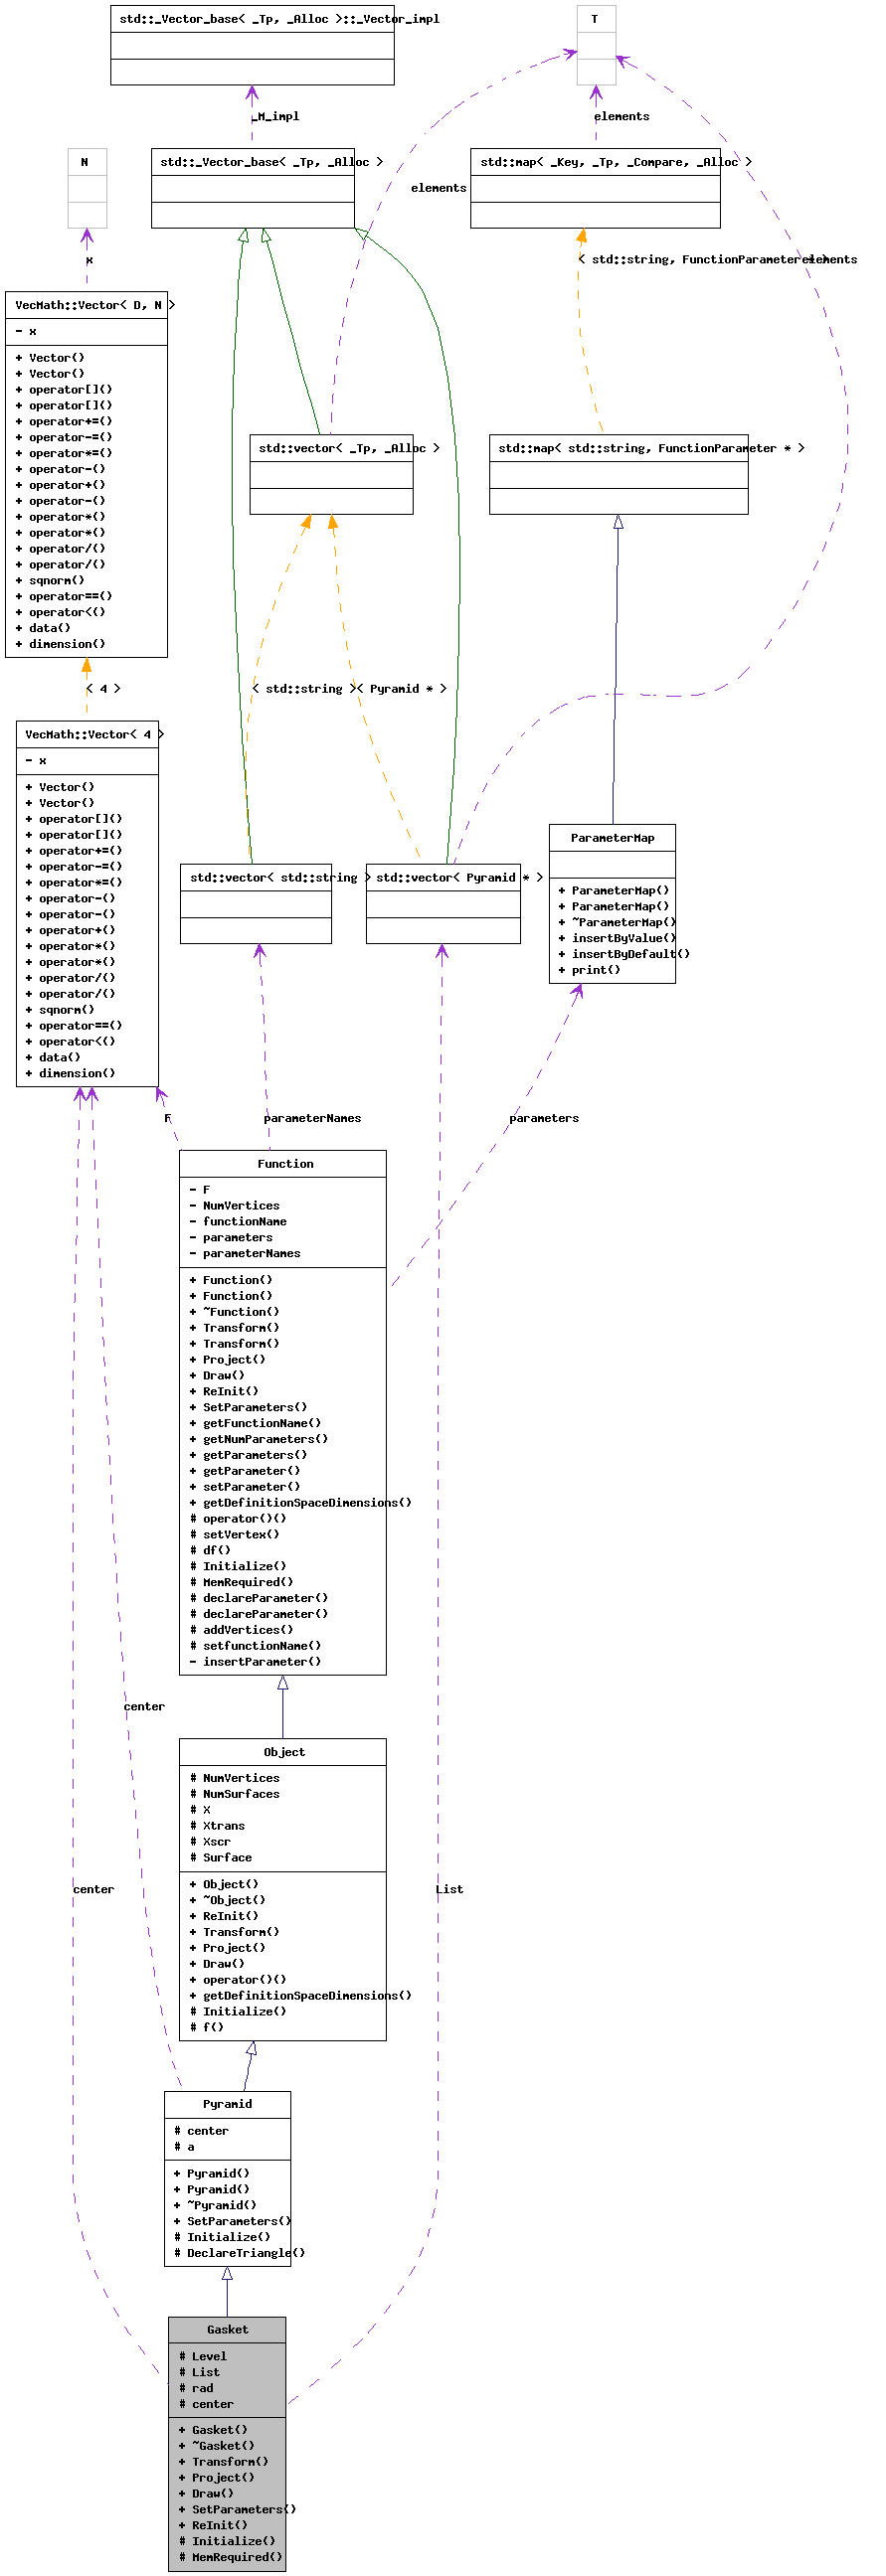 std::_Vector_base< _Tp, _Alloc >::_Vector_impl
T
_M_impl
elements
N
std::_Vector_base< _Tp, _Alloc >
std::map< _Key, _Tp, _Compare, _Alloc >
elements
x
< std::string, FunctionParameter * >
elements
VecMath::Vector< D, N >
- x
+ Vector()
+ Vector()
+ operator[]()
+ operator[]()
+ operator+=()
+ operator-=()
+ operator*=()
+ operator-()
+ operator+()
+ operator-()
+ operator*()
+ operator*()
+ operator/()
+ operator/()
+ sqnorm()
+ operator==()
+ operator<()
+ data()
+ dimension()
std::vector< _Tp, _Alloc >
std::map< std::string, FunctionParameter * >
< 4 >
< std::string >
< Pyramid * >
VecMath::Vector< 4 >
- x
+ Vector()
+ Vector()
+ operator[]()
+ operator[]()
+ operator+=()
+ operator-=()
+ operator*=()
+ operator-()
+ operator-()
+ operator+()
+ operator*()
+ operator*()
+ operator/()
+ operator/()
+ sqnorm()
+ operator==()
+ operator<()
+ data()
+ dimension()
std::vector< std::string >
std::vector< Pyramid * >
ParameterMap
+ ParameterMap()
+ ParameterMap()
+ ~ParameterMap()
+ insertByValue()
+ insertByDefault()
+ print()
F
parameterNames
parameters
Function
- F
- NumVertices
- functionName
- parameters
- parameterNames
+ Function()
+ Function()
+ ~Function()
+ Transform()
+ Transform()
+ Project()
+ Draw()
+ ReInit()
+ SetParameters()
+ getFunctionName()
+ getNumParameters()
+ getParameters()
+ getParameter()
+ setParameter()
+ getDefinitionSpaceDimensions()
# operator()()
# setVertex()
# df()
# Initialize()
# MemRequired()
# declareParameter()
# declareParameter()
# addVertices()
# setfunctionName()
- insertParameter()
center
Object
# NumVertices
# NumSurfaces
# X
# Xtrans
# Xscr
# Surface
+ Object()
+ ~Object()
+ ReInit()
+ Transform()
+ Project()
+ Draw()
+ operator()()
+ getDefinitionSpaceDimensions()
# Initialize()
# f()
center
List
Pyramid
# center
# a
+ Pyramid()
+ Pyramid()
+ ~Pyramid()
+ SetParameters()
# Initialize()
# DeclareTriangle()
Gasket
# Level
# List
# rad
# center
+ Gasket()
+ ~Gasket()
+ Transform()
+ Project()
+ Draw()
+ SetParameters()
+ ReInit()
# Initialize()
# MemRequired()